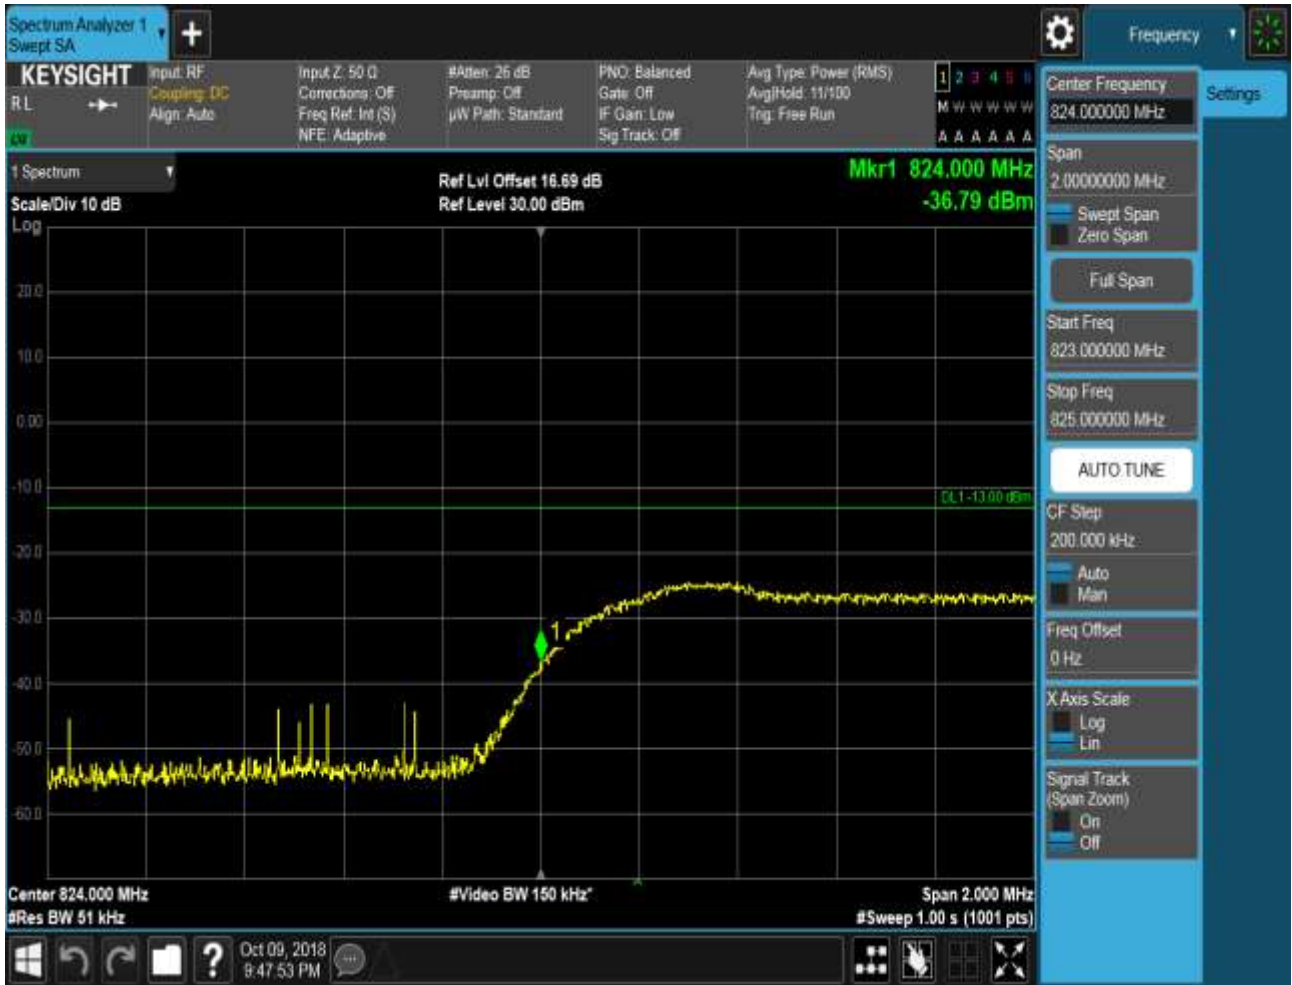 Spectrum Analyzer 1
Swept SA
+
Frequency
KEYSIGHT
RL
Input: RF
Coupling: DC
Align: Auto
Input Z: 50 Ω
Corrections: Off
Freq Ref: Int (S)
NFE: Adaptive
#Atten: 26 dB
Preamp: Off
µW Path: Standard
PNO: Balanced
Gate: Off
IF Gain: Low
Sig Track: Off
Avg Type: Power (RMS)
Avg|Hold: 11/100
Trig: Free Run
1 2 3 4 5 6
M W W W W W
A A A A A A
1 Spectrum
Scale/Div 10 dB
Log
Ref Lvl Offset 16.69 dB
Ref Level 30.00 dBm
Mkr1 824.000 MHz
-36.79 dBm
20.0
10.0
0.00
-10.0
DL1 -13.00 dBm
-20.0
-30.0
1
-40.0
-50.0
-60.0
Center 824.000 MHz
#Res BW 51 kHz
#Video BW 150 kHz*
Span 2.000 MHz
#Sweep 1.00 s (1001 pts)
?
Oct 09, 2018
9:47:53 PM
Center Frequency
824.000000 MHz
Settings
Span
2.00000000 MHz
Swept Span
Zero Span
Full Span
Start Freq
823.000000 MHz
Stop Freq
825.000000 MHz
AUTO TUNE
CF Step
200.000 kHz
Auto
Man
Freq Offset
0 Hz
X Axis Scale
Log
Lin
Signal Track
(Span Zoom)
On
Off